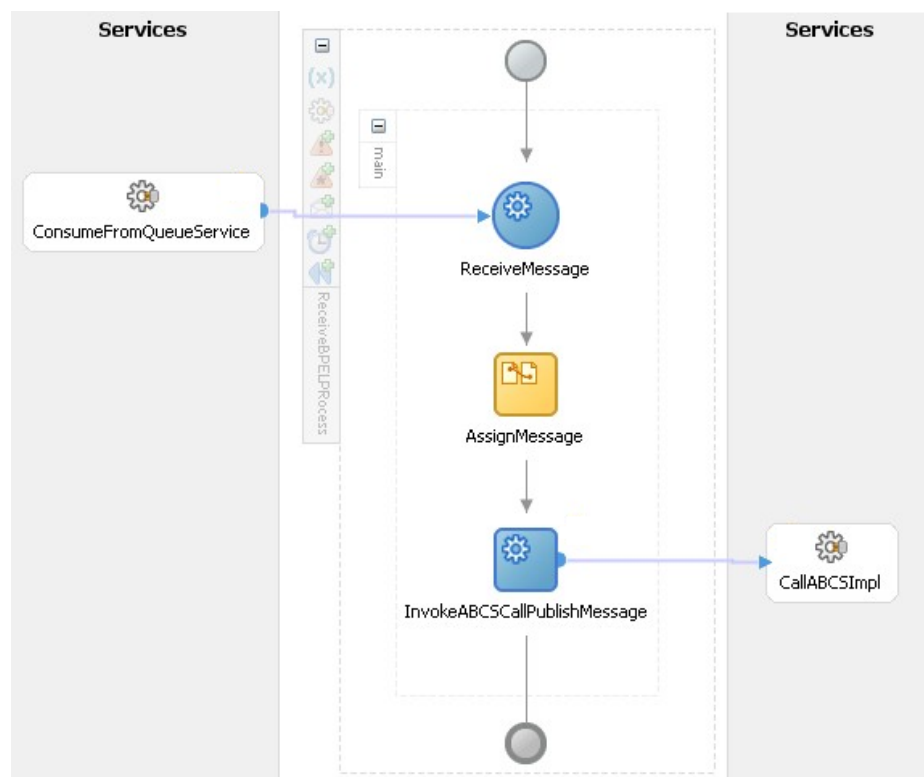 Services
Services
(x)
main
ConsumeFromQueueService
ReceiveMessage
ReceiveBPELPRocess
AssignMessage
InvokeABCSCallPublishMessage
CallABCSImpl